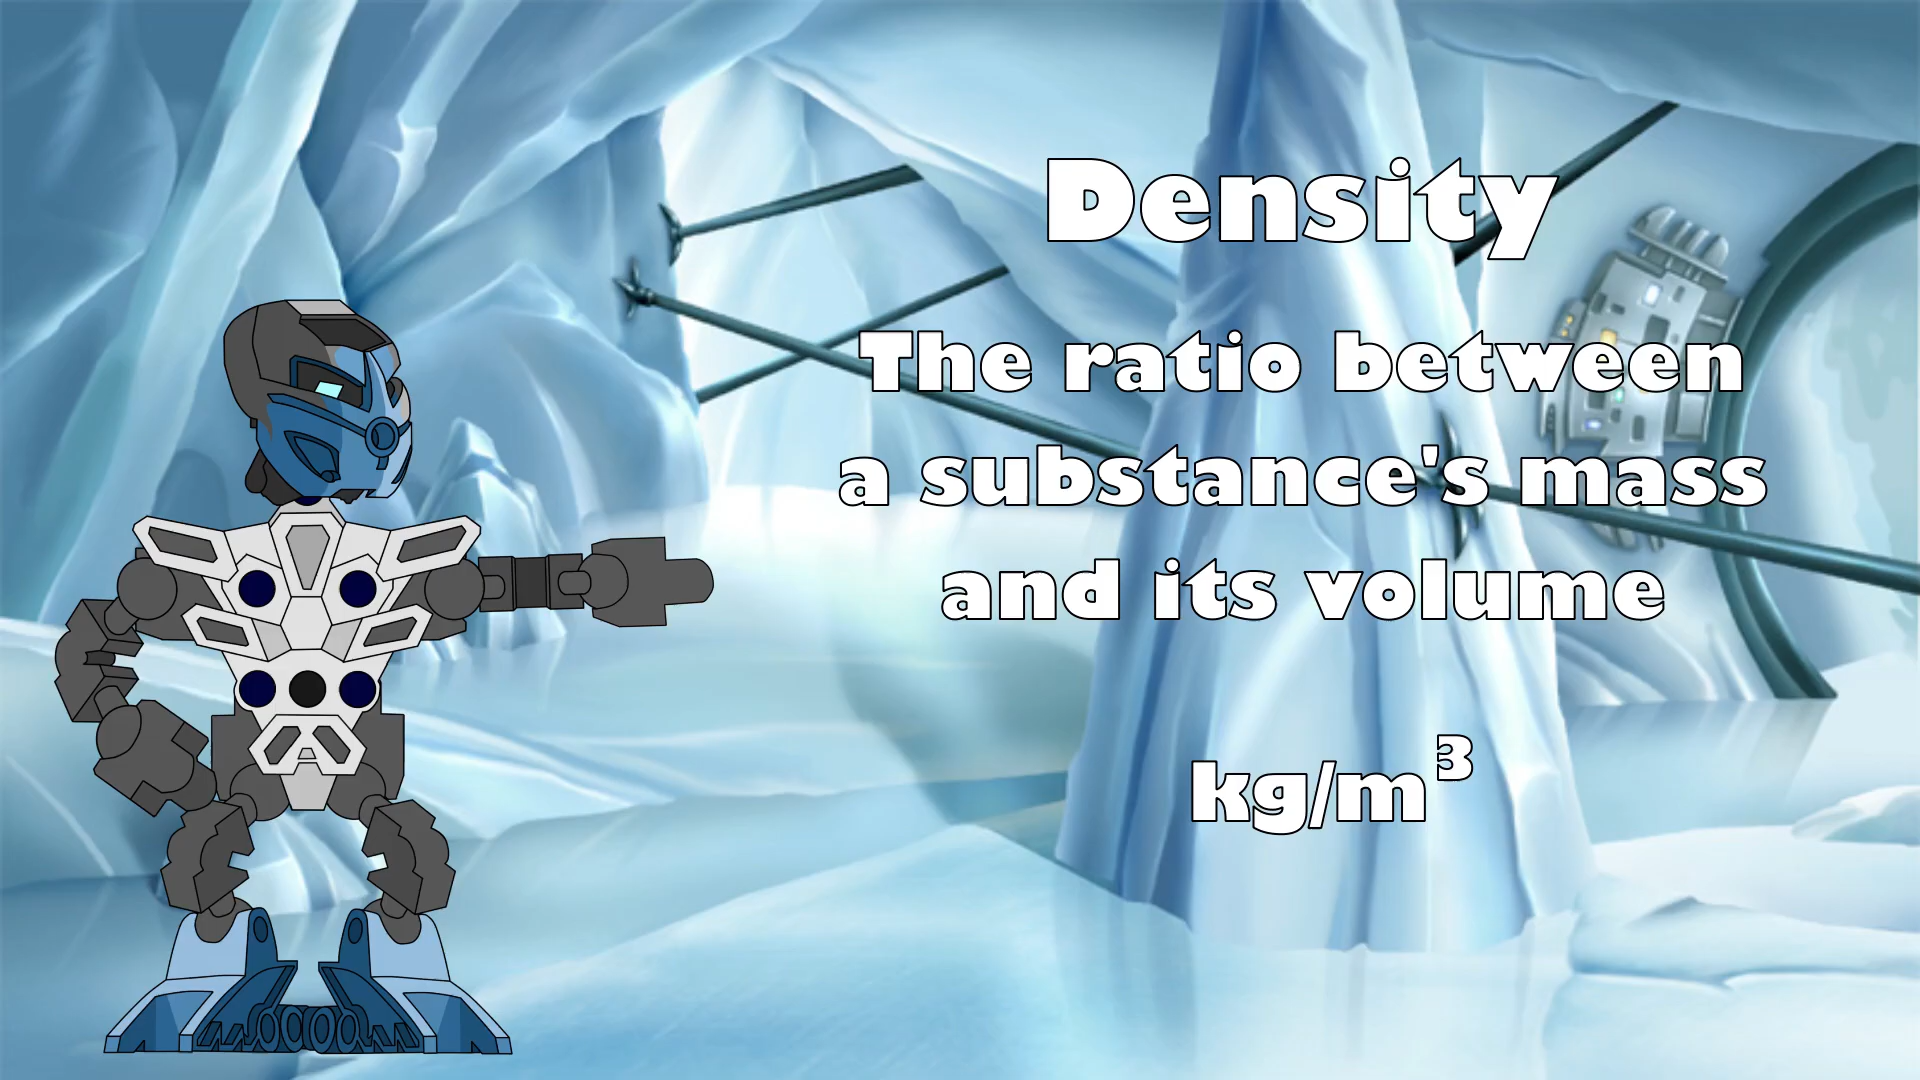 Density
The ratio between
a substance's mass
and its volume
kg/m³